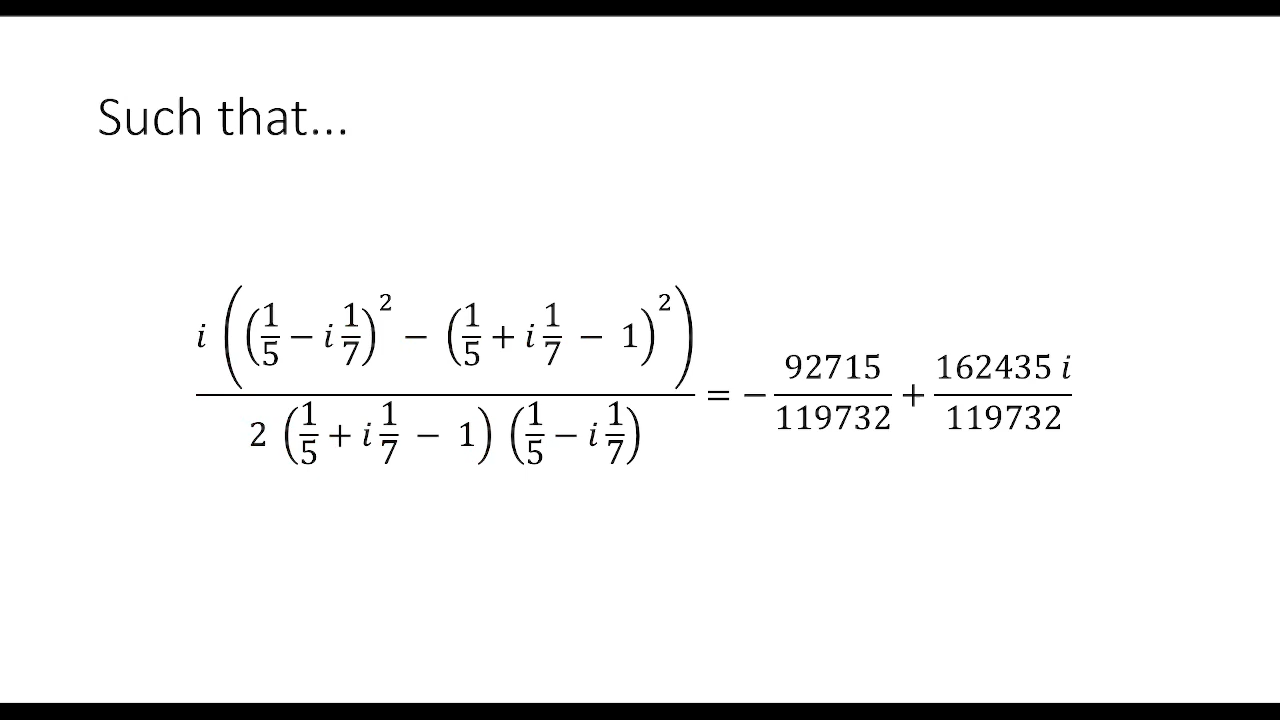 Such that...
i ((1/5 − i 1/7)² − (1/5 + i 1/7 − 1)²) / 2 (1/5 + i 1/7 − 1) (1/5 − i 1/7) = − 92715/119732 + 162435 i/119732